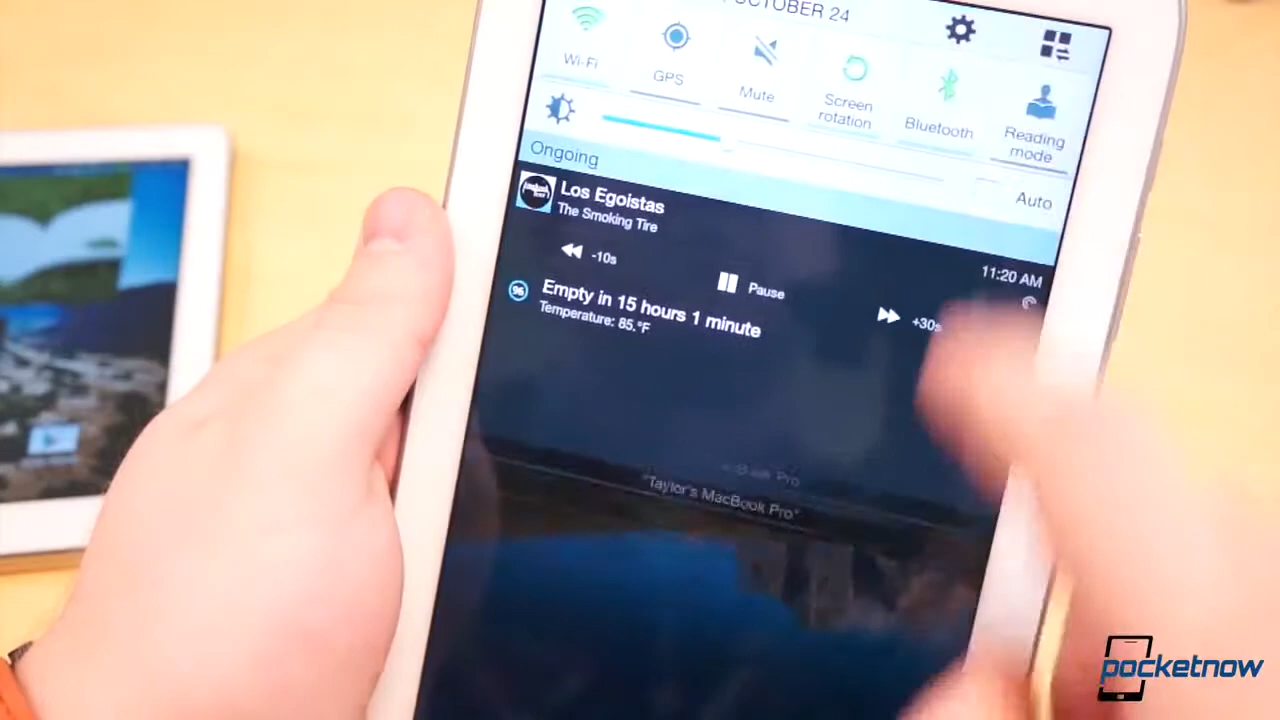 OCTOBER 24
Wi-Fi
GPS
Mute
Screen
rotation
Bluetooth
Reading
mode
Auto
Ongoing
Los Egoistas
The Smoking Tire
11:20 AM
-10s
Pause
+30s
96
Empty in 15 hours 1 minute
Temperature: 85.°F
"Taylor's MacBook Pro"
pocketnow